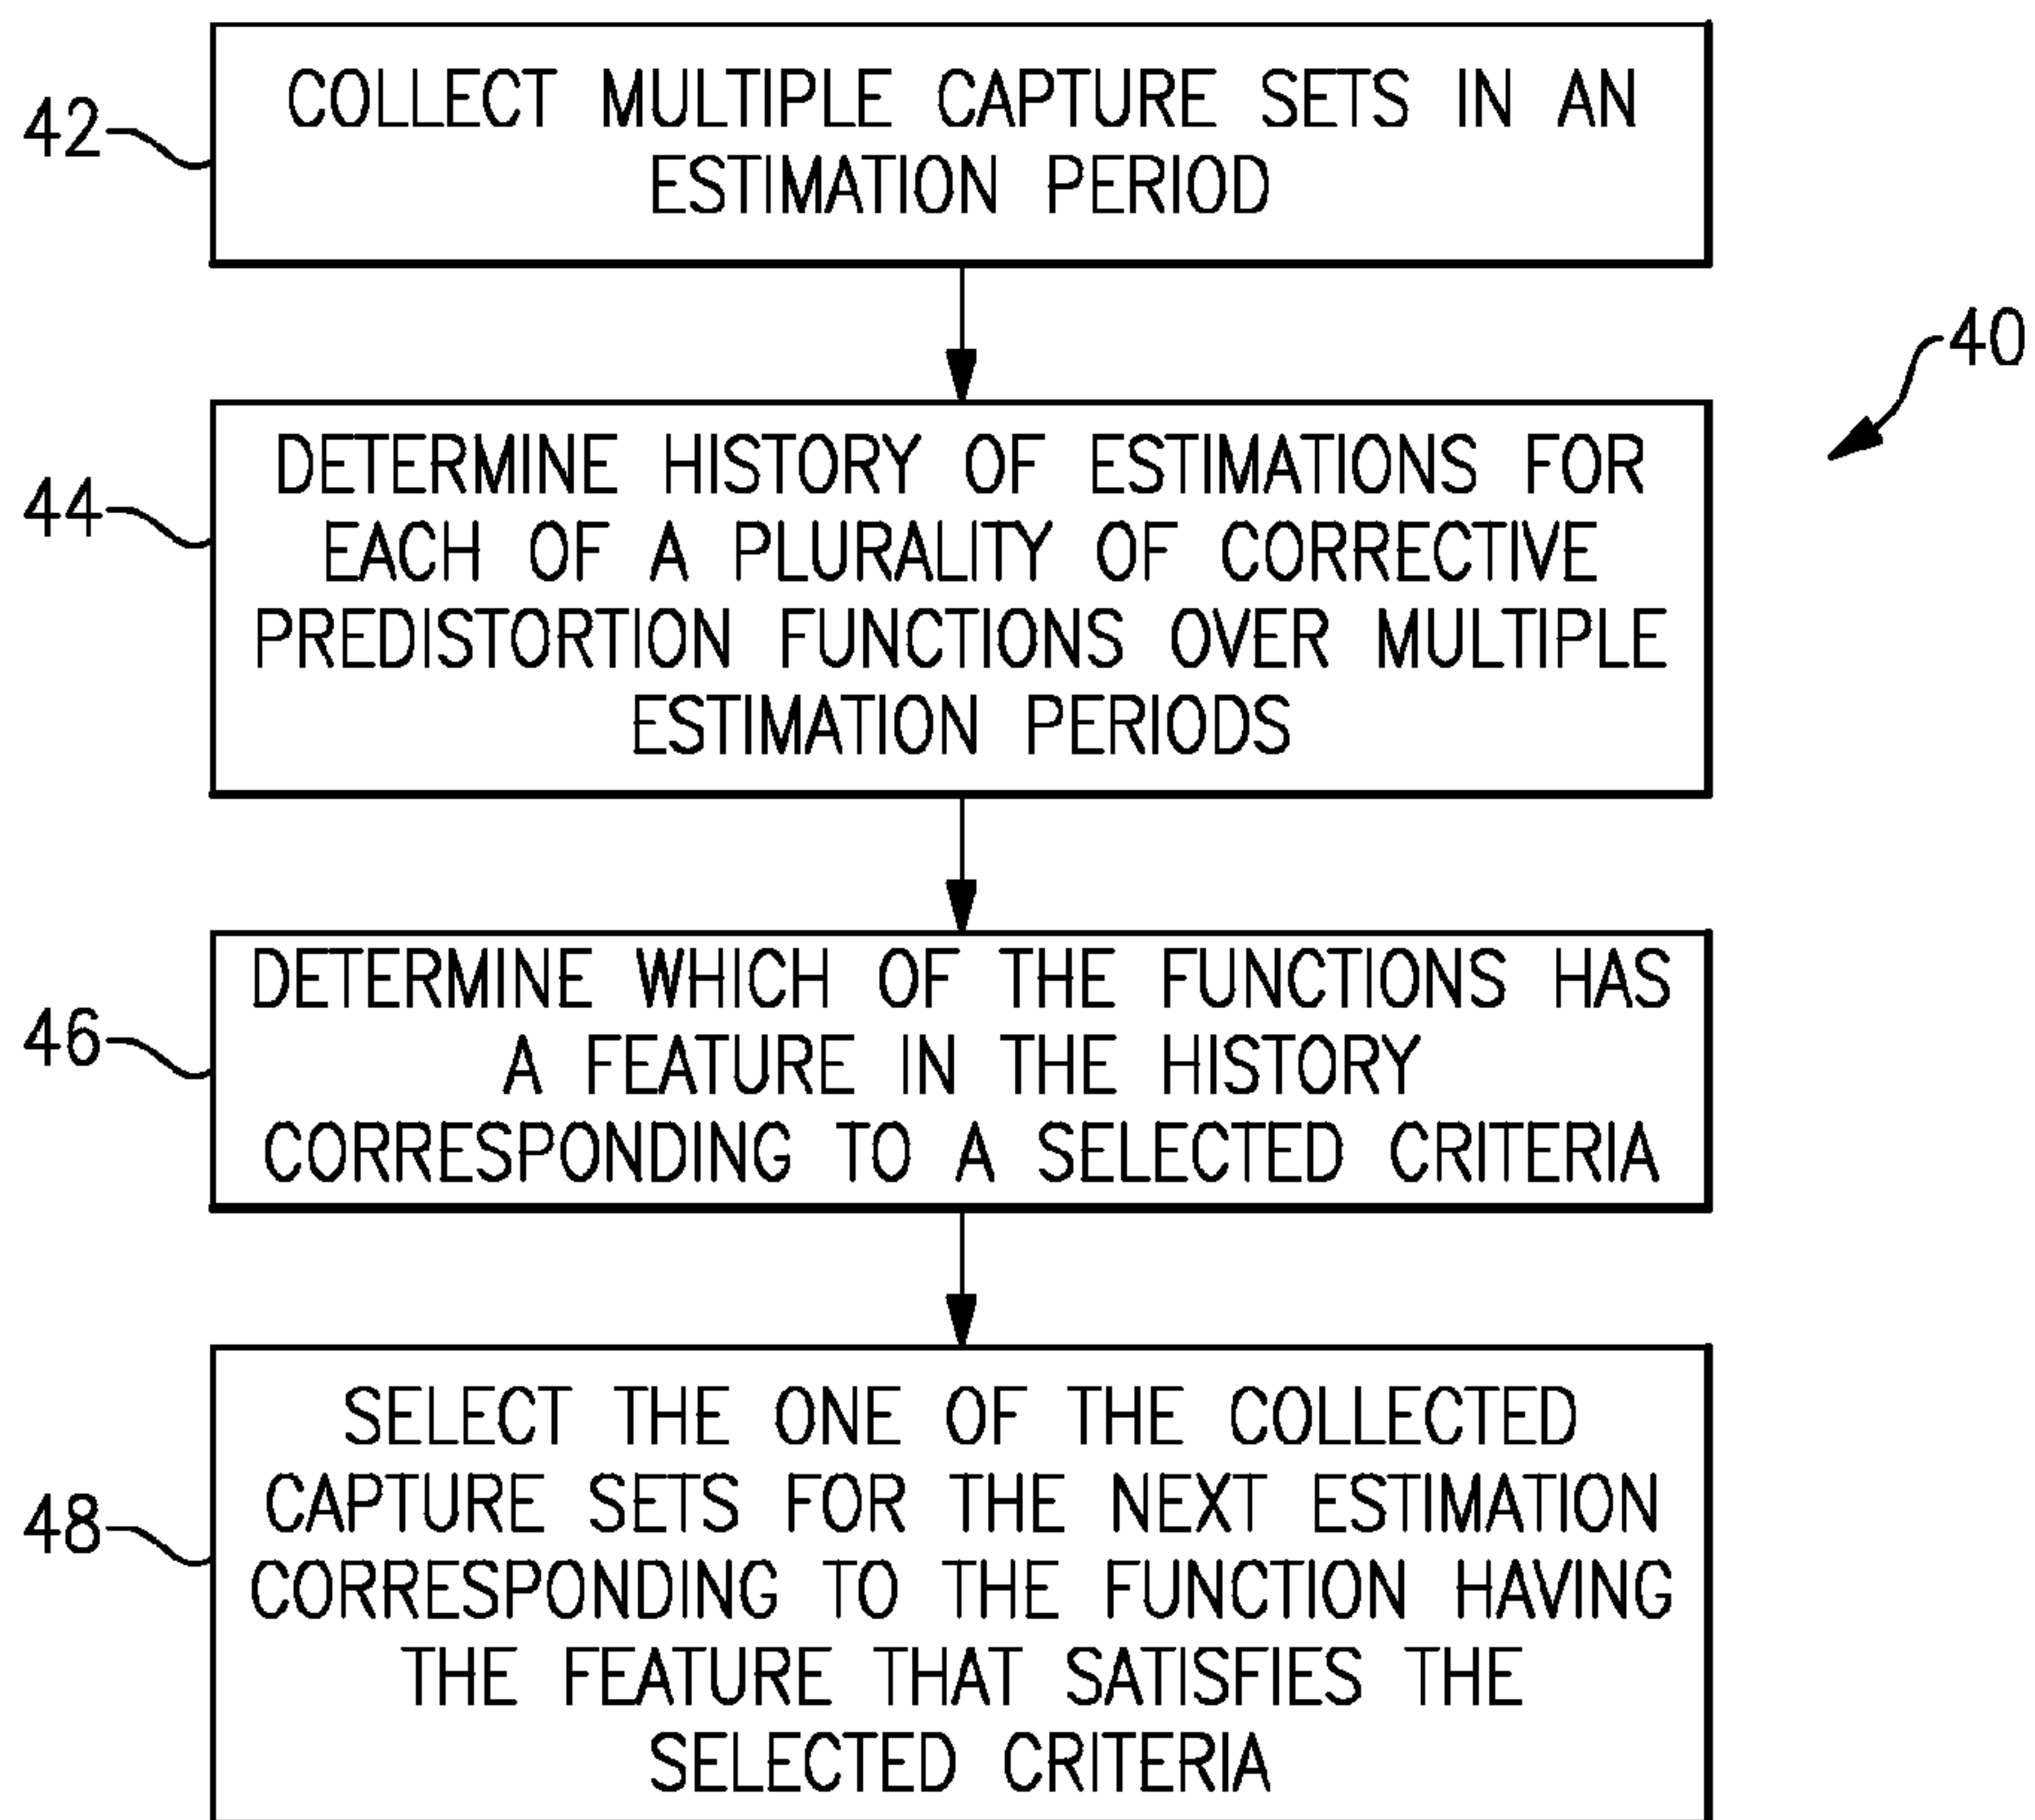 42
COLLECT MULTIPLE CAPTURE SETS IN AN
ESTIMATION PERIOD
40
44
DETERMINE HISTORY OF ESTIMATIONS FOR
EACH OF A PLURALITY OF CORRECTIVE
PREDISTORTION FUNCTIONS OVER MULTIPLE
ESTIMATION PERIODS
46
DETERMINE WHICH OF THE FUNCTIONS HAS
A FEATURE IN THE HISTORY
CORRESPONDING TO A SELECTED CRITERIA
48
SELECT THE ONE OF THE COLLECTED
CAPTURE SETS FOR THE NEXT ESTIMATION
CORRESPONDING TO THE FUNCTION HAVING
THE FEATURE THAT SATISFIES THE
SELECTED CRITERIA